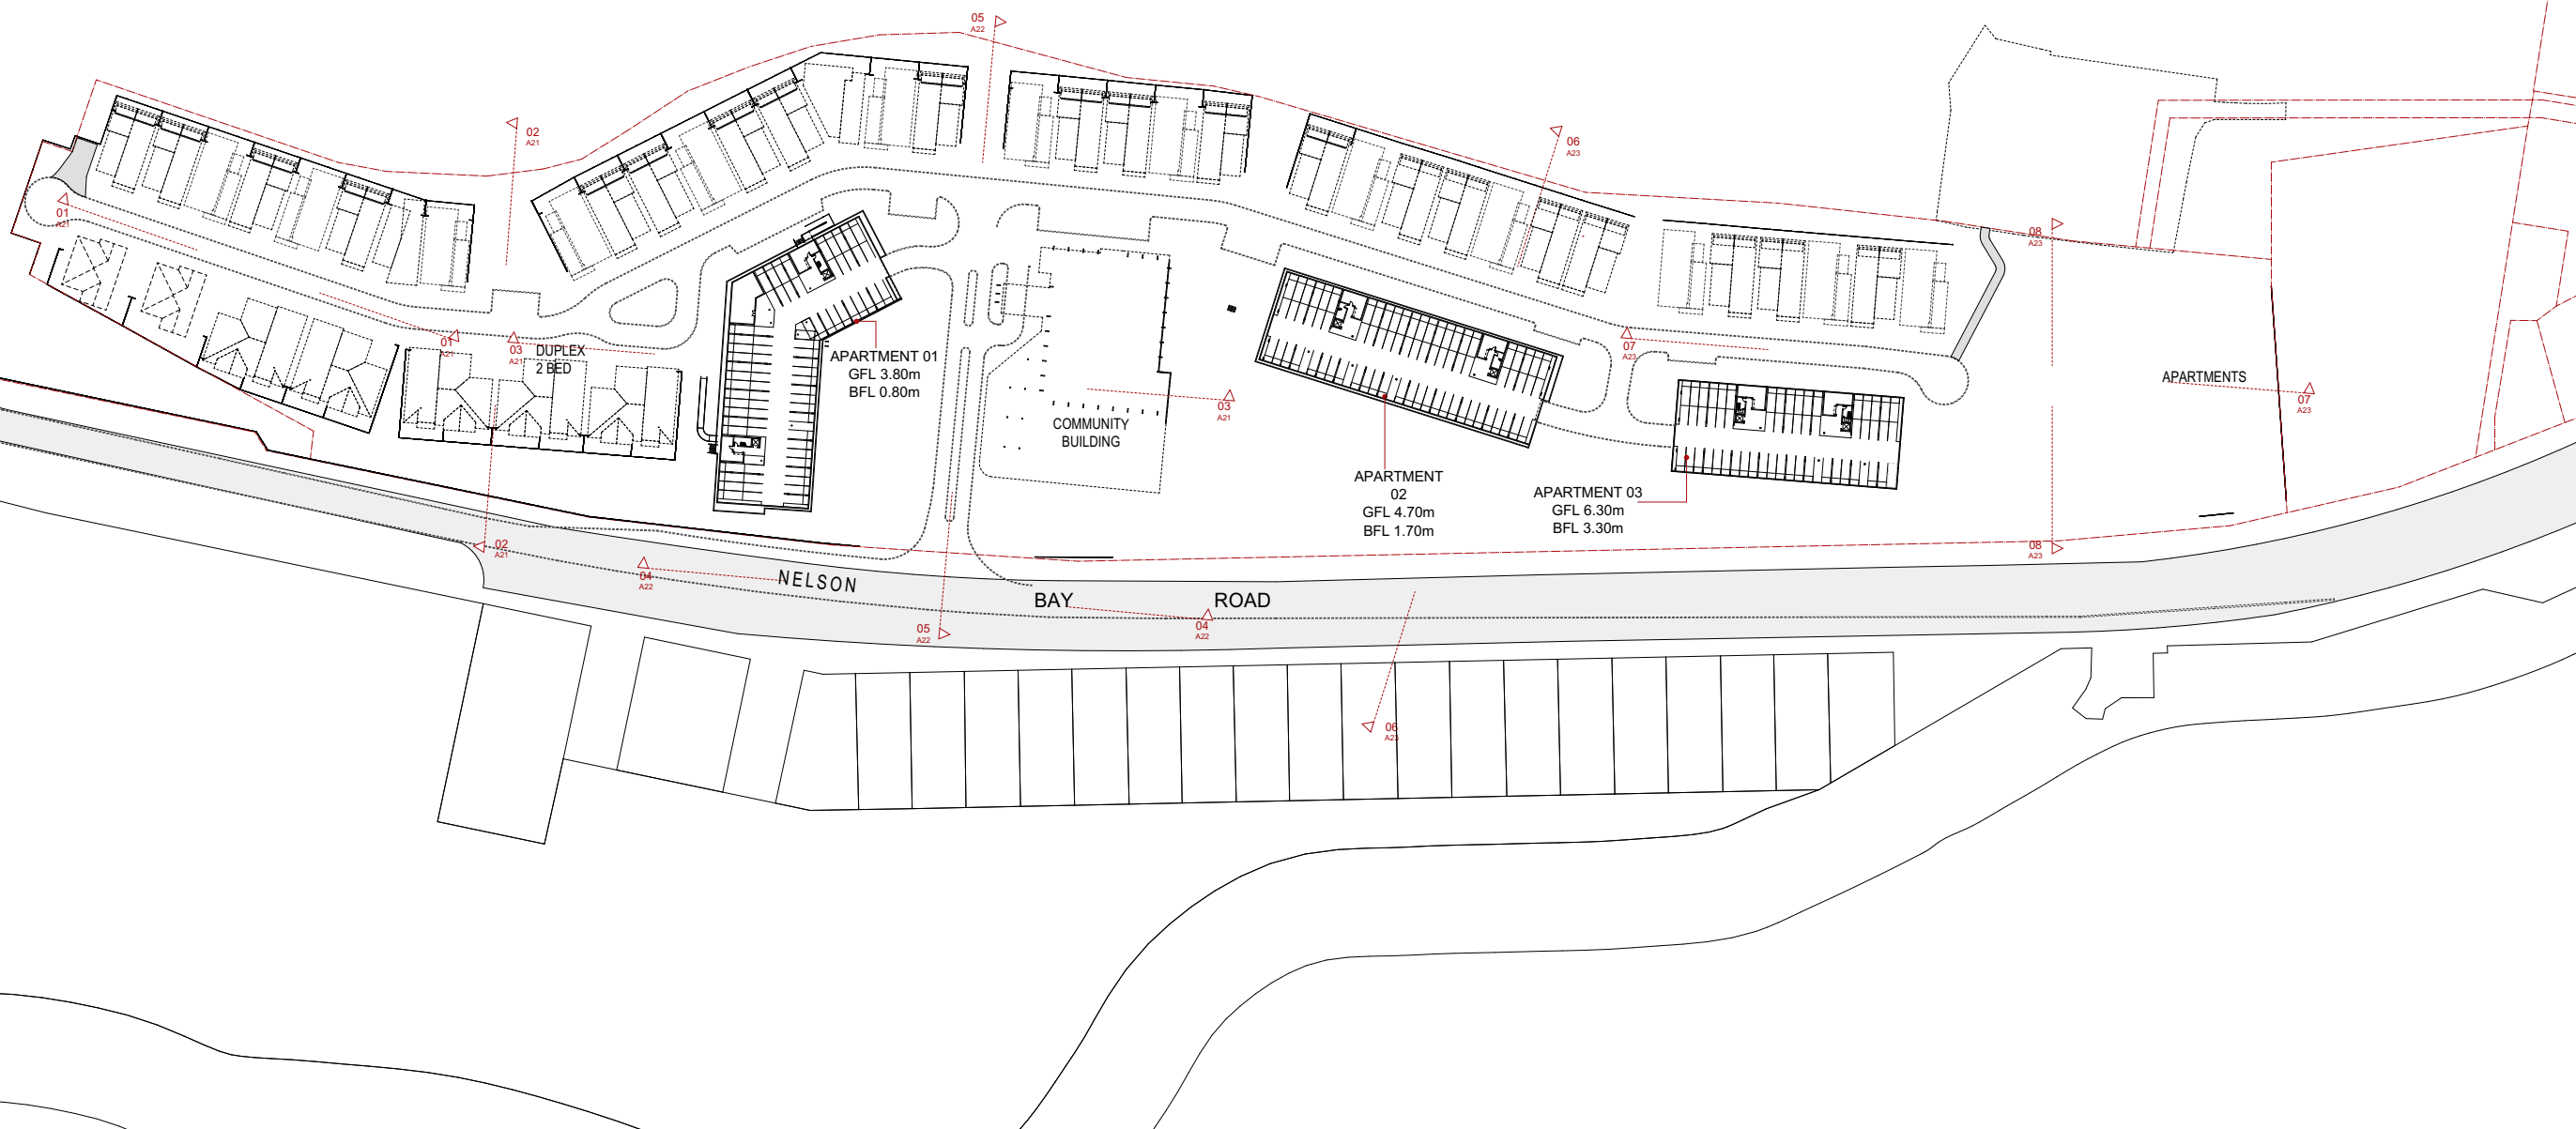 05
A22
02
A21
06
A23
01
A21
08
A23
01
A21
03
A21
DUPLEX
2 BED
APARTMENT 01
GFL 3.80m
BFL 0.80m
07
A23
APARTMENTS
07
A23
03
A21
COMMUNITY
BUILDING
APARTMENT
02
GFL 4.70m
BFL 1.70m
APARTMENT 03
GFL 6.30m
BFL 3.30m
02
A21
08
A23
04
A22
NELSON
BAY ROAD
05
A22
04
A22
06
A23